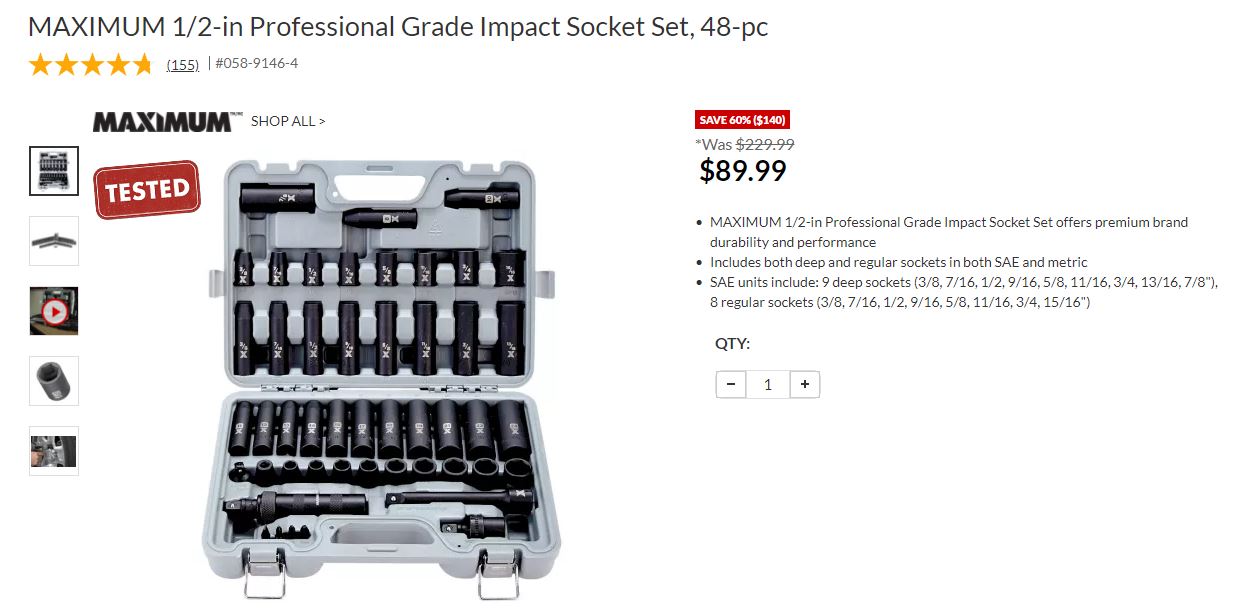 MAXIMUM 1/2-in Professional Grade Impact Socket Set, 48-pc
(155) | #058-9146-4
MAXIMUM SHOP ALL >
TESTED
SAVE 60% ($140)
*Was $229.99
$89.99
MAXIMUM 1/2-in Professional Grade Impact Socket Set offers premium brand
durability and performance
Includes both deep and regular sockets in both SAE and metric
SAE units include: 9 deep sockets (3/8, 7/16, 1/2, 9/16, 5/8, 11/16, 3/4, 13/16, 7/8"),
8 regular sockets (3/8, 7/16, 1/2, 9/16, 5/8, 11/16, 3/4, 15/16")
QTY:
- 1 +